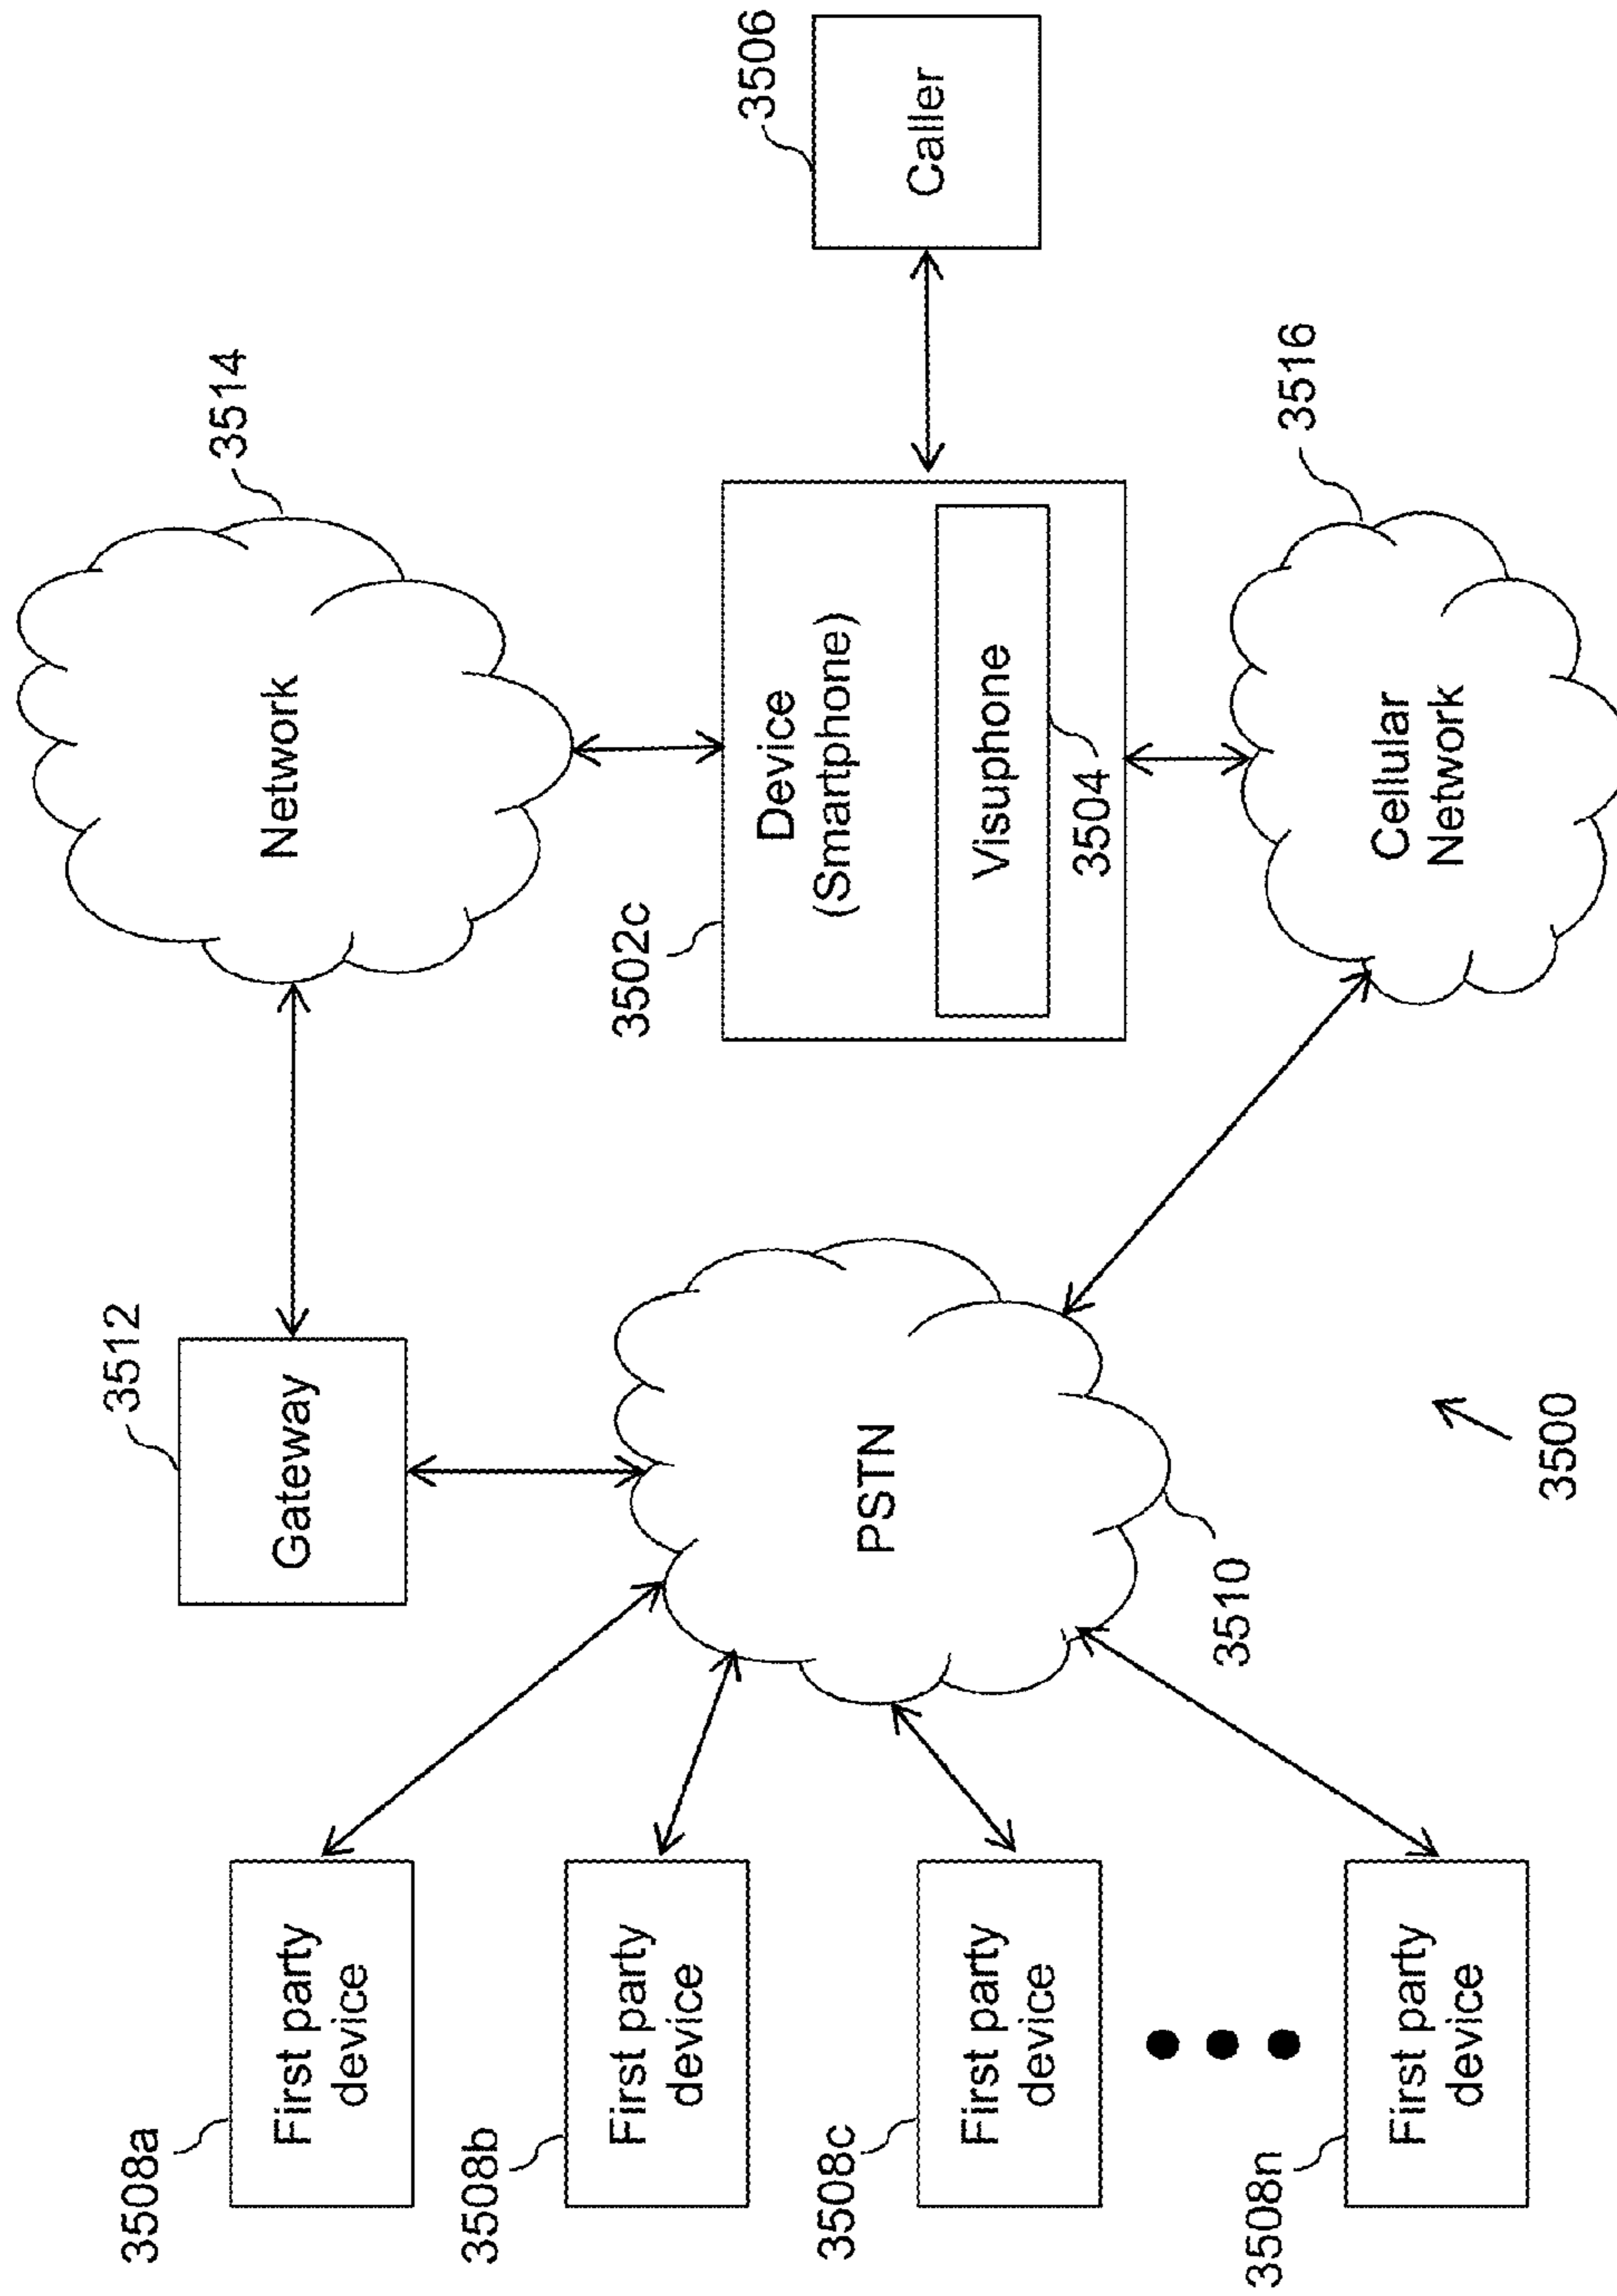 3508a
First party
device
3508b
First party
device
3508c
First party
device
3508n
First party
device
3512
Gateway
PSTN
3510
3500
3514
Network
3502c
Device
(Smartphone)
Visuphone
3504
3506
Caller
3516
Cellular
Network